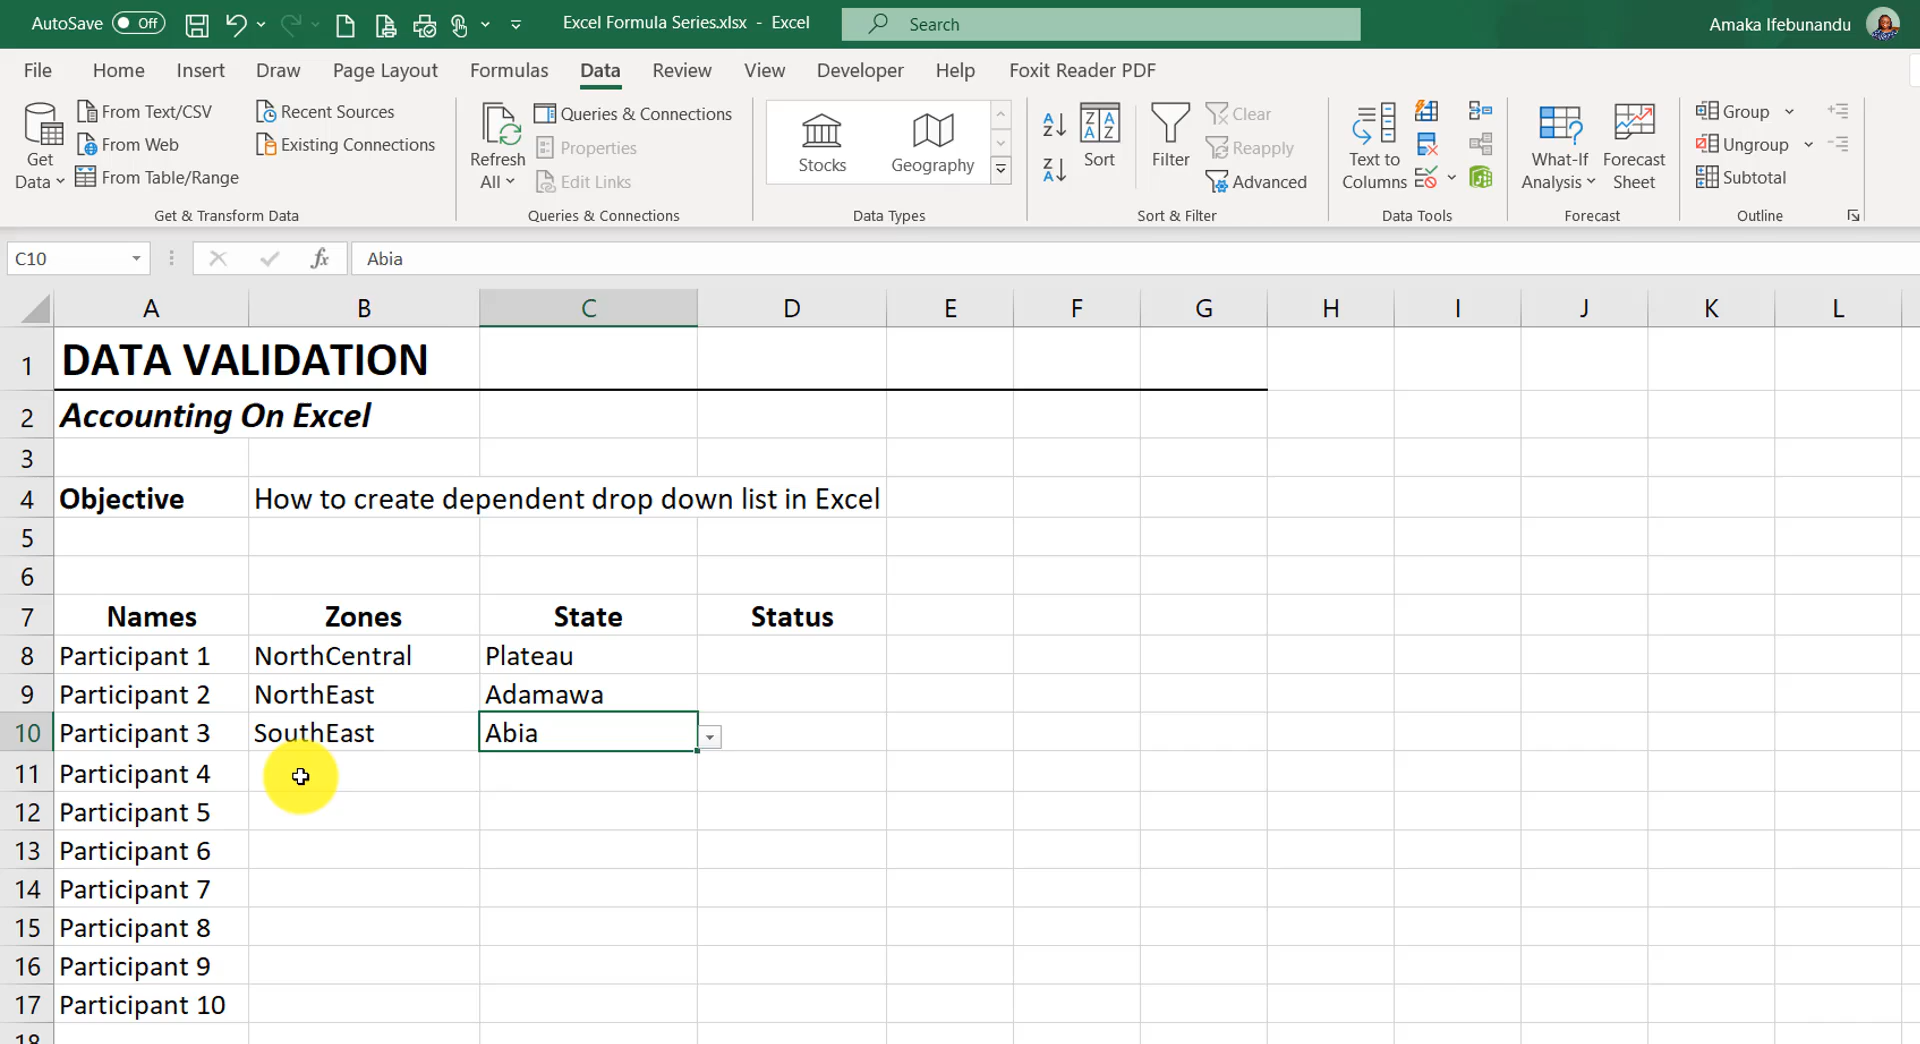 AutoSave Off Excel Formula Series.xlsx - Excel Search Amaka Ifebunandu
File Home Insert Draw Page Layout Formulas Data Review View Developer Help Foxit Reader PDF
Get Data
From Text/CSV
From Web
From Table/Range
Recent Sources
Existing Connections
Get & Transform Data
Refresh All
Queries & Connections
Properties
Edit Links
Queries & Connections
Stocks
Geography
Data Types
Sort
Filter
Clear
Reapply
Advanced
Sort & Filter
Text to Columns
Data Tools
What-If Analysis
Forecast Sheet
Forecast
Group
Ungroup
Subtotal
Outline
C10 fx Abia
A B C D E F G H I J K L
1 DATA VALIDATION
2 Accounting On Excel
3
4 Objective How to create dependent drop down list in Excel
5
6
7 Names Zones State Status
8 Participant 1 NorthCentral Plateau
9 Participant 2 NorthEast Adamawa
10 Participant 3 SouthEast Abia
11 Participant 4
12 Participant 5
13 Participant 6
14 Participant 7
15 Participant 8
16 Participant 9
17 Participant 10
18